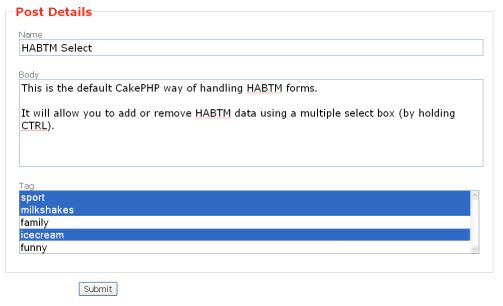 Post Details
Name
HABTM Select
Body
This is the default CakePHP way of handling HABTM forms.
It will allow you to add or remove HABTM data using a multiple select box (by holding
CTRL).
Tag
sport
milkshakes
family
icecream
funny
Submit